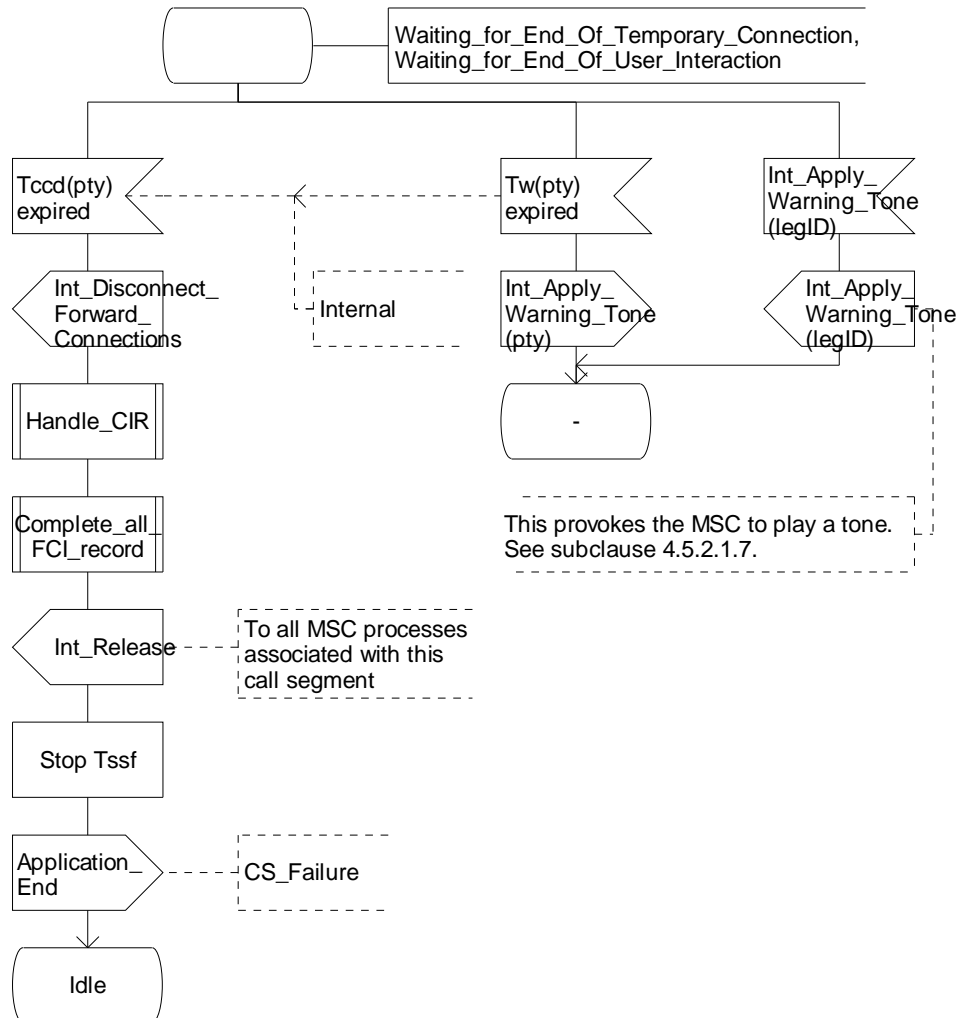 Waiting_for_End_Of_Temporary_Connection,
Waiting_for_End_Of_User_Interaction
Tccd(pty)
expired
Tw(pty)
expired
Int_Apply_
Warning_Tone
(legID)
Int_Disconnect_
Forward_
Connections
Internal
Int_Apply_
Warning_Tone
(pty)
Int_Apply_
Warning_Tone
(legID)
Handle_CIR
-
Complete_all_
FCI_record
This provokes the MSC to play a tone.
See subclause 4.5.2.1.7.
Int_Release
To all MSC processes
associated with this
call segment
Stop Tssf
Application_
End
CS_Failure
Idle